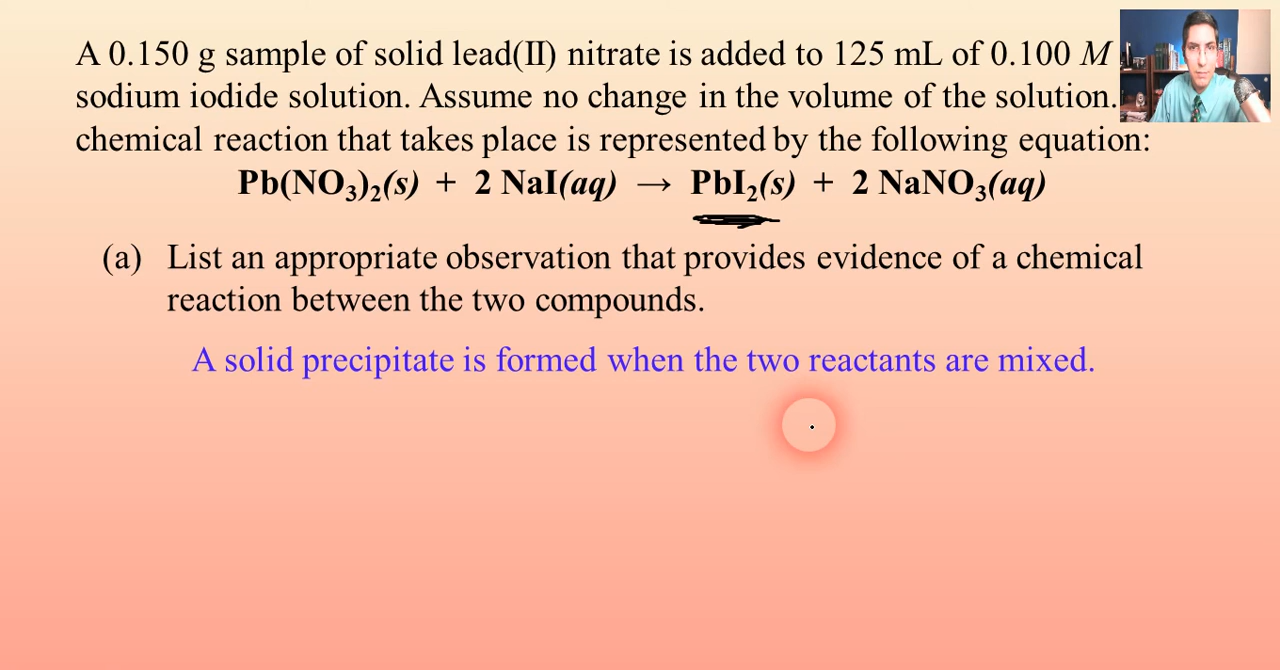 A 0.150 g sample of solid lead(II) nitrate is added to 125 mL of 0.100 M
sodium iodide solution. Assume no change in the volume of the solution.
chemical reaction that takes place is represented by the following equation:
Pb(NO₃)₂(s) + 2 NaI(aq) → PbI₂(s) + 2 NaNO₃(aq)
(a) List an appropriate observation that provides evidence of a chemical
reaction between the two compounds.
A solid precipitate is formed when the two reactants are mixed.